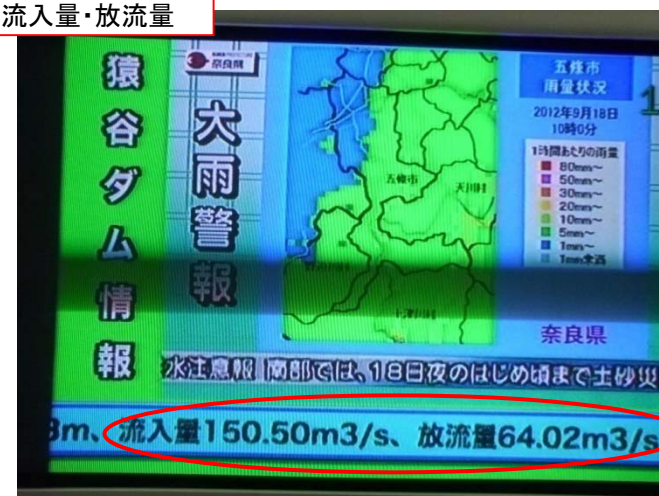 流入量・放流量
猿谷ダム情報
奈良県
大雨警報
五條市
雨量状況
2012年9月18日
10時0分
1時間あたりの雨量
80mm~
50mm~
30mm~
20mm~
10mm~
5mm~
1mm~
1mm未満
五條市
天川村
十津川村
奈良県
水注意報 南部では、18日夜のはじめ頃まで土砂災
3m、流入量150.50m3/s、放流量64.02m3/s